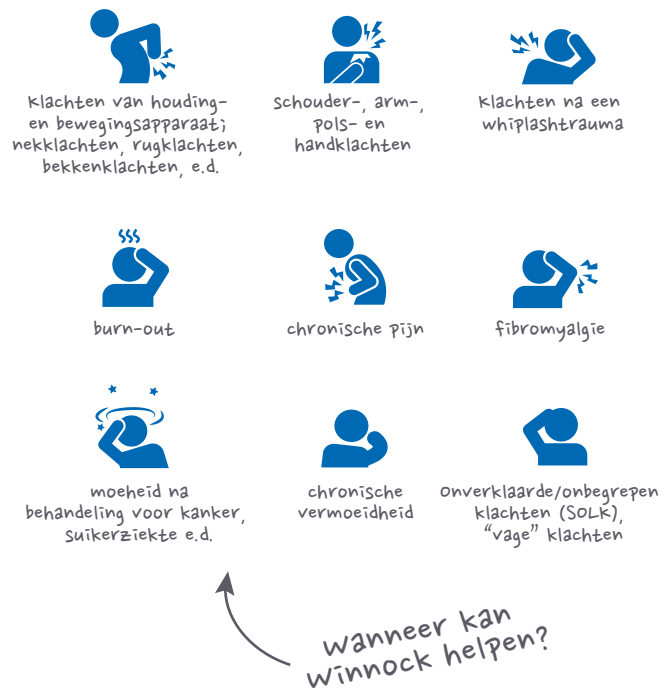 Klachten van houding-
en bewegingsapparaat;
nekklachten, rugklachten,
bekkenklachten, e.d.
Schouder-, arm-,
pols- en
handklachten
Klachten na een
whiplashtrauma
burn-out
chronische pijn
fibromyalgie
moeheid na
behandeling voor kanker,
suikerziekte e.d.
chronische
vermoeidheid
Onverklaarde/onbegrepen
klachten (SOLK),
“vage” klachten
Wanneer kan
Winnock helpen?